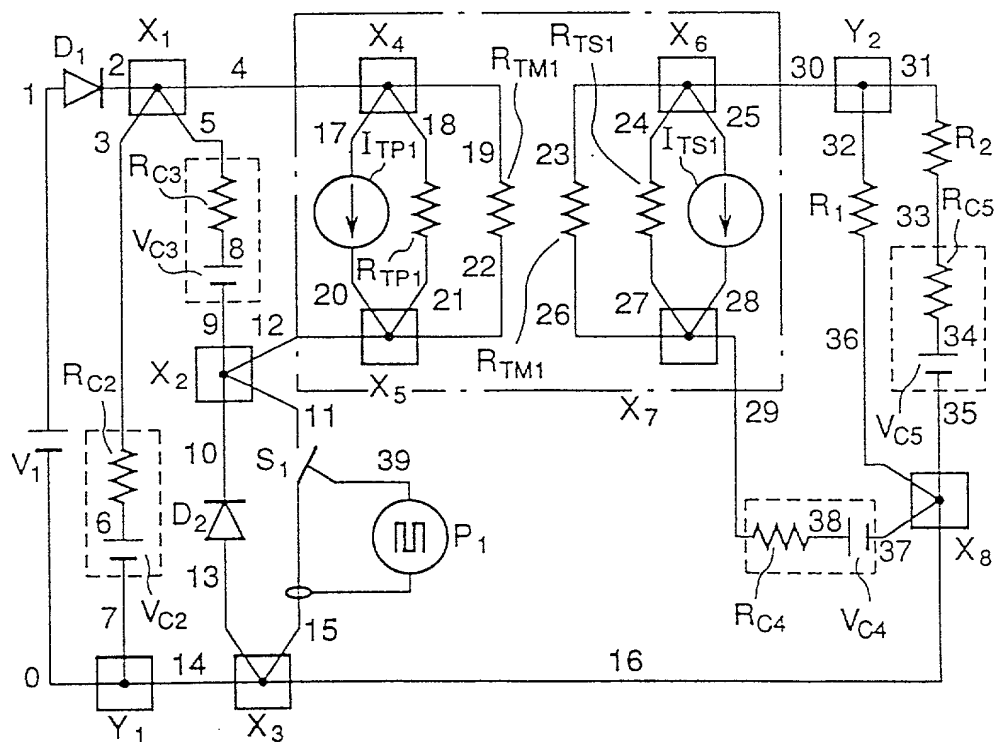 X1 X4 X6 Y2
D1 2 4 RTS1 30 31
1 RTM1
3 5 17 18 24 25
ITP1 ITS1 32 R2
RC3 19 23
R1 33 RC5
VC3 8
RTP1 22
20 21 26 27 28 34
9 12 36
RTM1
X2 X5 X7
RC2 11 29 VC5 35
10 S1 39
V1
6 D2 P1 38 37 X8
13
7 VC2 15 RC4 VC4
0 14 16
Y1 X3